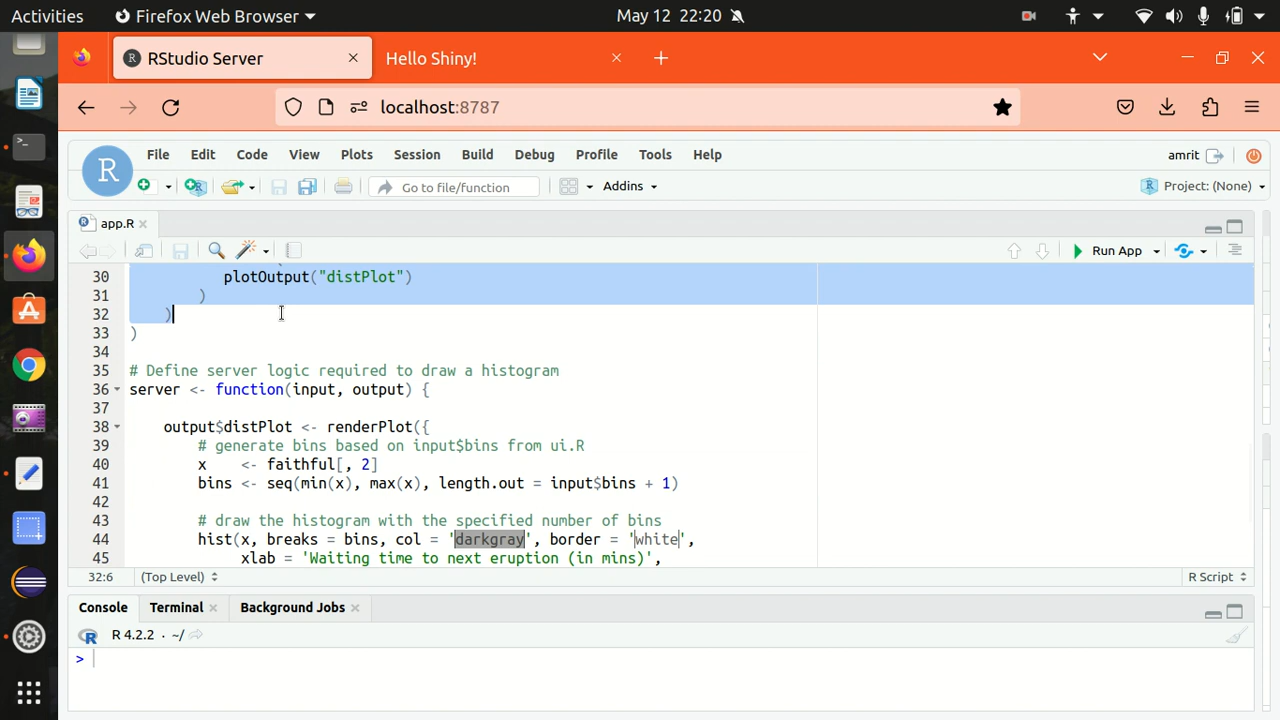 Activities Firefox Web Browser May 12 22:20
RStudio Server Hello Shiny!
localhost:8787
R File Edit Code View Plots Session Build Debug Profile Tools Help amrit
Go to file/function Addins Project: (None)
app.R
Run App
30 plotOutput("distPlot")
31 )
32 )
33 )
34
35 # Define server logic required to draw a histogram
36 server <- function(input, output) {
37
38 output$distPlot <- renderPlot({
39 # generate bins based on input$bins from ui.R
40 x <- faithful[, 2]
41 bins <- seq(min(x), max(x), length.out = input$bins + 1)
42
43 # draw the histogram with the specified number of bins
44 hist(x, breaks = bins, col = 'darkgray', border = 'white',
45 xlab = 'Waiting time to next eruption (in mins)',
32:6 (Top Level) R Script
Console Terminal Background Jobs
R 4.2.2 · ~/
>